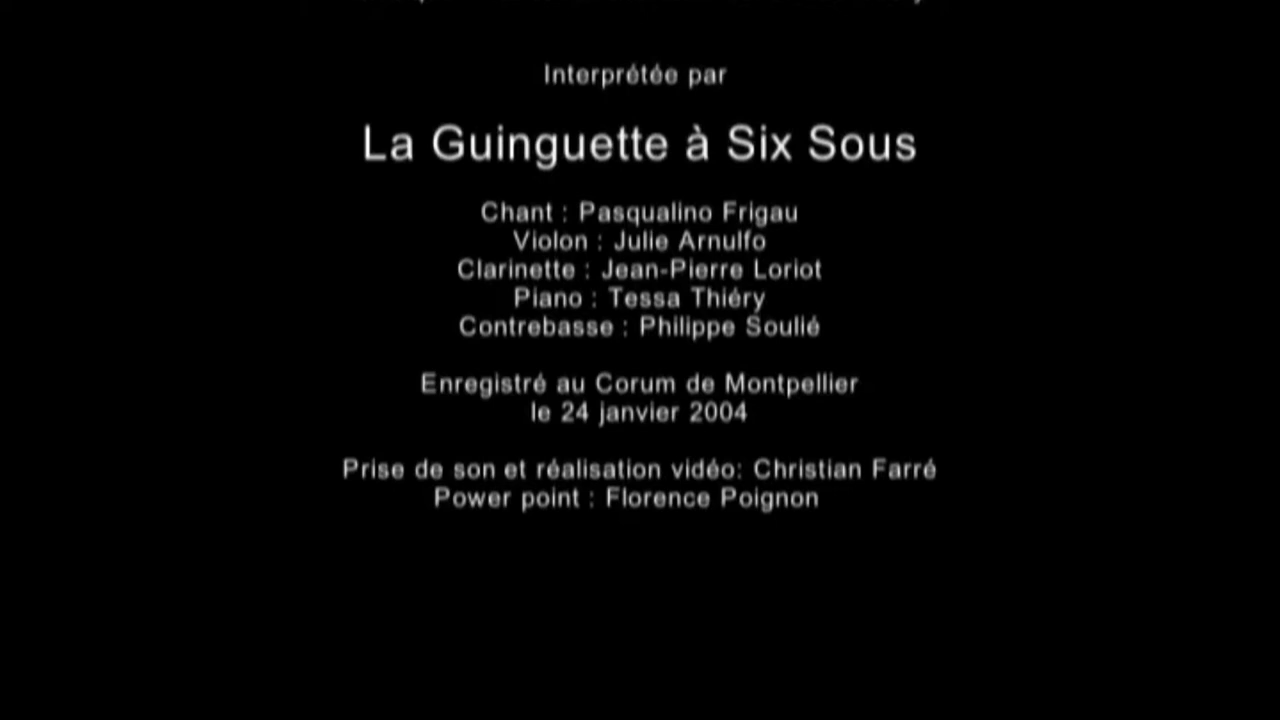 Interprétée par
La Guinguette à Six Sous
Chant : Pasqualino Frigau
Violon : Julie Arnulfo
Clarinette : Jean-Pierre Loriot
Piano : Tessa Thiéry
Contrebasse : Philippe Soulié
Enregistré au Corum de Montpellier
le 24 janvier 2004
Prise de son et réalisation vidéo: Christian Farré
Power point : Florence Poignon